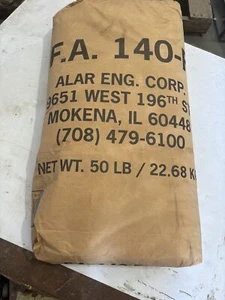 F.A. 140-
ALAR ENG. CORP.
9651 WEST 196TH S
MOKENA, IL 60448
(708) 479-6100
NET WT. 50 LB / 22.68 K